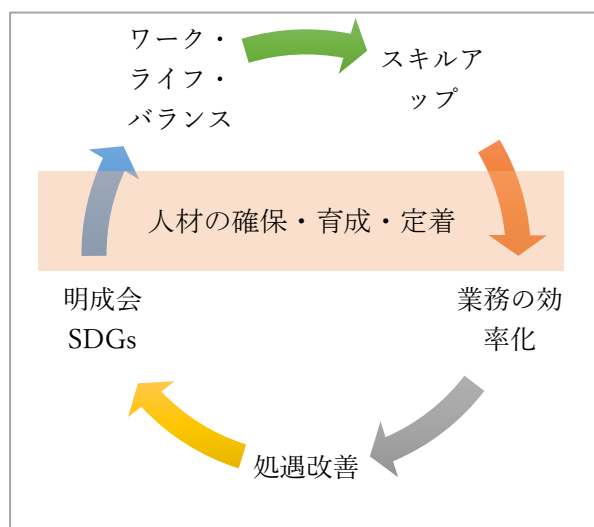 ワーク・
ライフ・
バランス
スキルア
ップ
人材の確保・育成・定着
明成会
SDGs
業務の効
率化
処遇改善